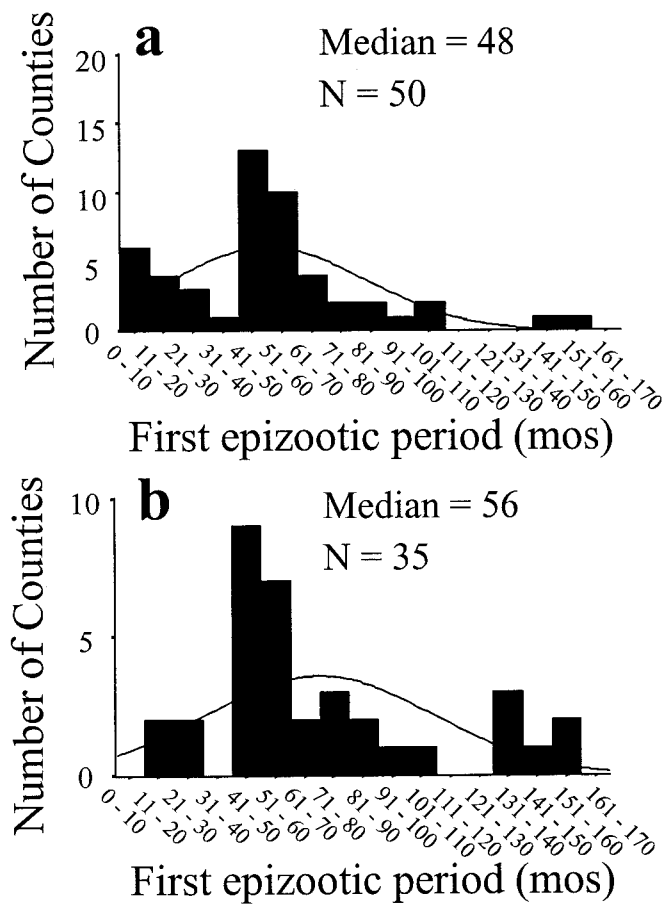 a
Median = 48
N = 50
20
15
10
5
0
Number of Counties
0 - 10
11 - 20
21 - 30
31 - 40
41 - 50
51 - 60
61 - 70
71 - 80
81 - 90
91 - 100
101 - 110
111 - 120
121 - 130
131 - 140
141 - 150
151 - 160
161 - 170
First epizootic period (mos)
b
Median = 56
N = 35
10
5
0
Number of Counties
0 - 10
11 - 20
21 - 30
31 - 40
41 - 50
51 - 60
61 - 70
71 - 80
81 - 90
91 - 100
101 - 110
111 - 120
121 - 130
131 - 140
141 - 150
151 - 160
161 - 170
First epizootic period (mos)